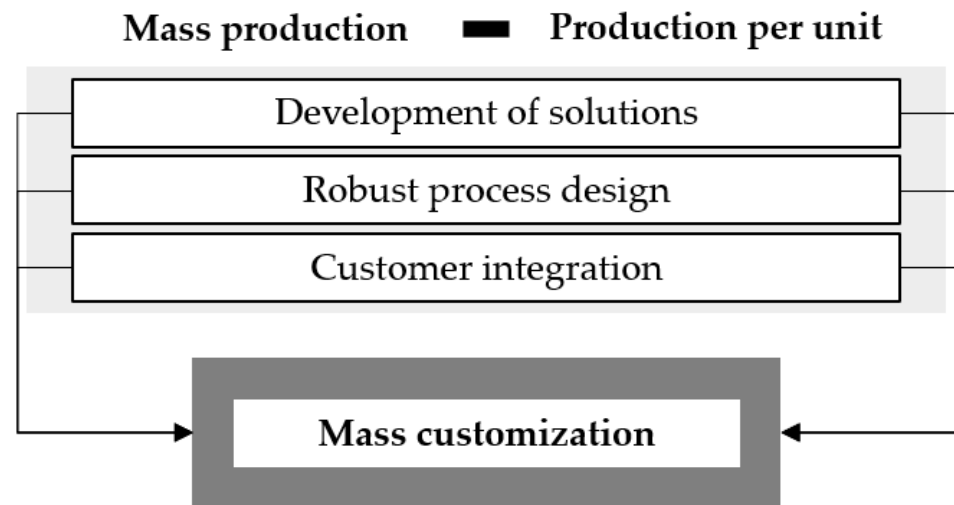 Mass production Production per unit
Development of solutions
Robust process design
Customer integration
Mass customization